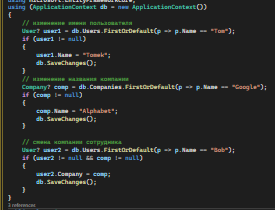 using Microsoft.EntityFrameworkCore;
using (ApplicationContext db = new ApplicationContext())
{
// изменение имени пользователя
User? user1 = db.Users.FirstOrDefault(p => p.Name == "Tom");
if (user1 != null)
{
user1.Name = "Tomek";
db.SaveChanges();
}
// изменение названия компании
Company? comp = db.Companies.FirstOrDefault(p => p.Name == "Google");
if (comp != null)
{
comp.Name = "Alphabet";
db.SaveChanges();
}
// смена компании сотрудника
User? user2 = db.Users.FirstOrDefault(p => p.Name == "Bob");
if (user2 != null && comp != null)
{
user2.Company = comp;
db.SaveChanges();
}
}
3 references